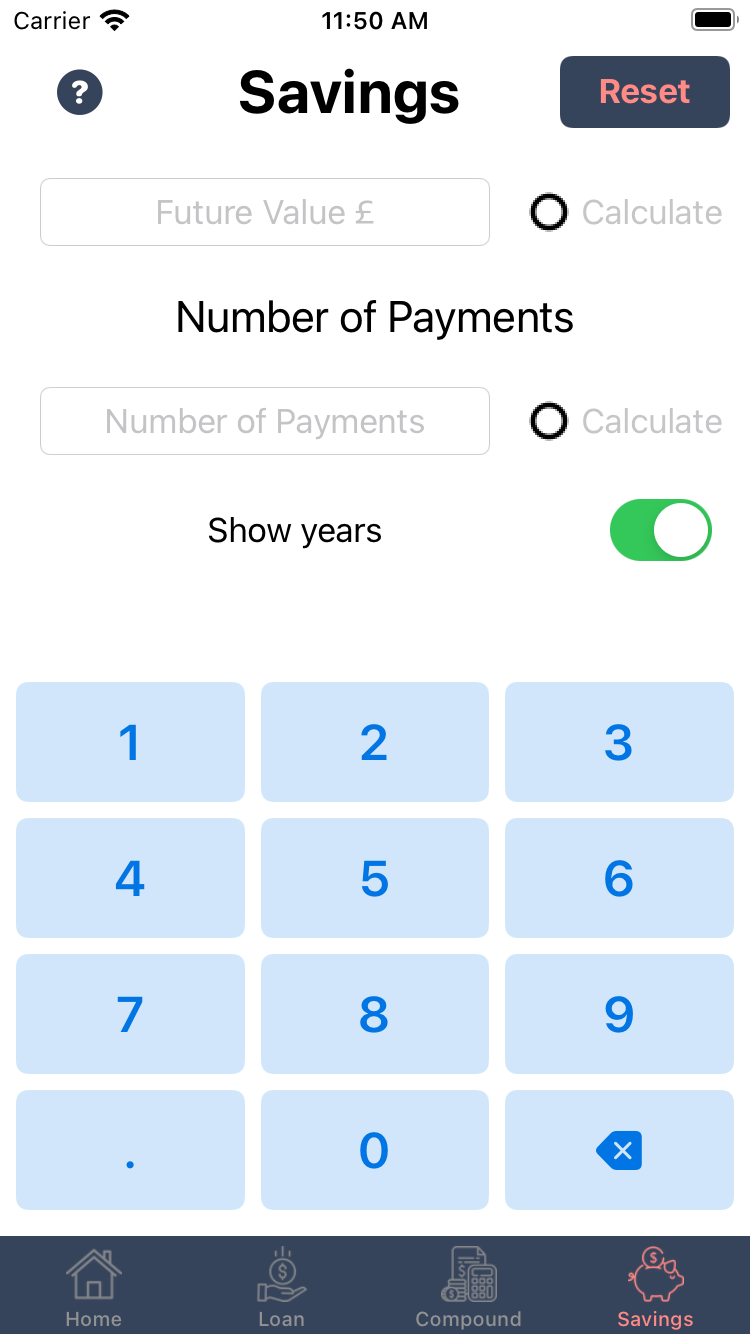 Carrier 11:50 AM
? Savings Reset
Future Value £ Calculate
Number of Payments
Number of Payments Calculate
Show years
1 2 3
4 5 6
7 8 9
. 0
Home Loan Compound Savings